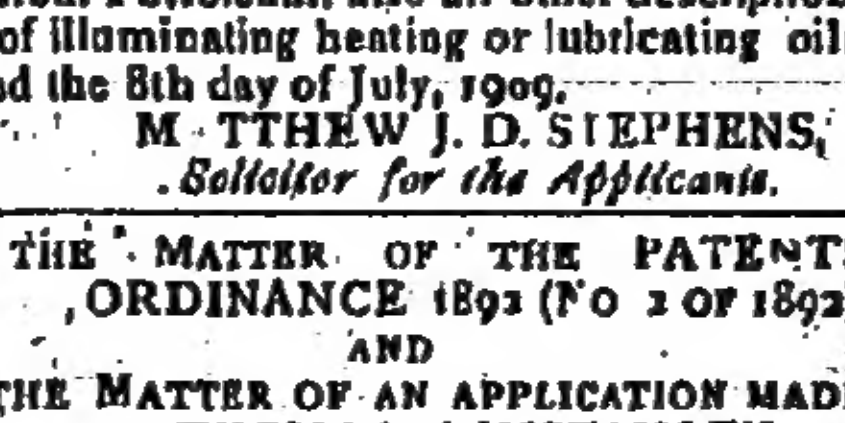 of illuminating heating or lubricating oil
the 8th day of July, 1909.
M TTHEW J. D. STEPHENS,
Solicitor for the Applicants.
THE MATTER OF THE PATENT
ORDINANCE 1892 (No 2 OF 1892
AND
THE MATTER OF AN APPLICATION MAD